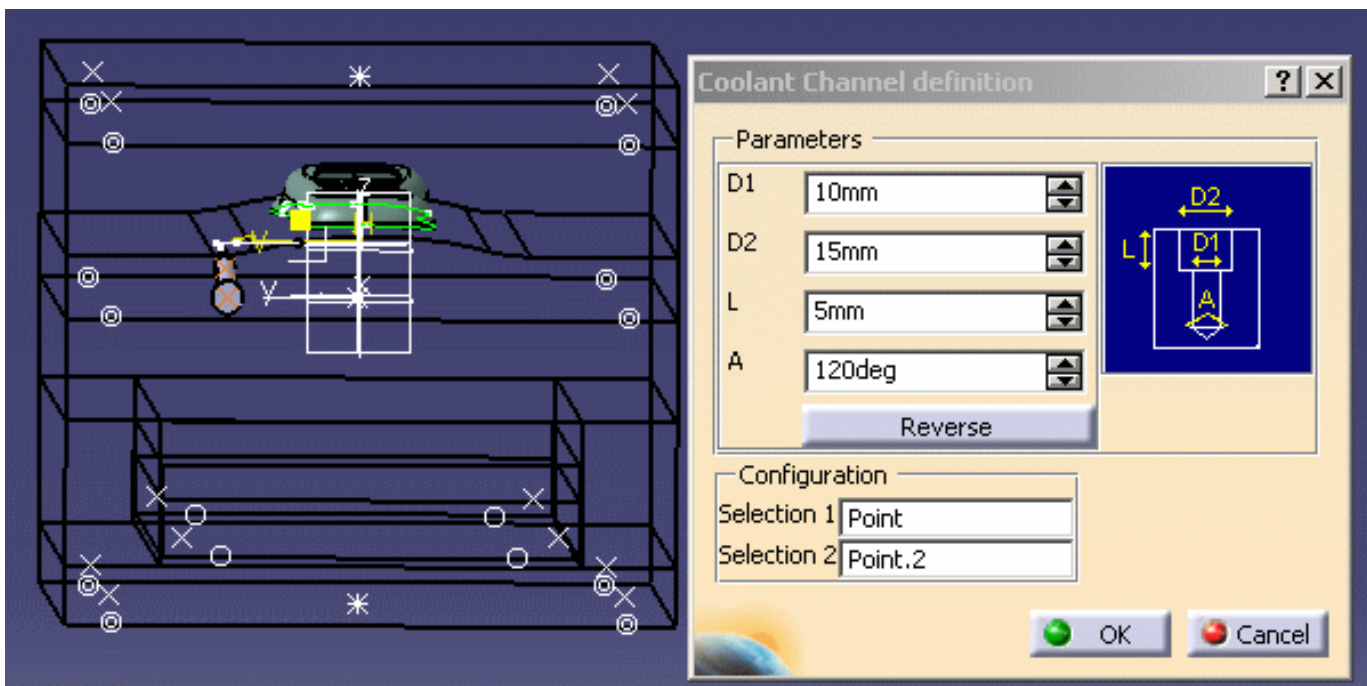 Coolant Channel definition
Parameters
D1
10mm
D2
15mm
L
5mm
A
120deg
Reverse
D2
L
D1
A
Configuration
Selection 1
Point
Selection 2
Point.2
OK
Cancel
Z
H
V
y